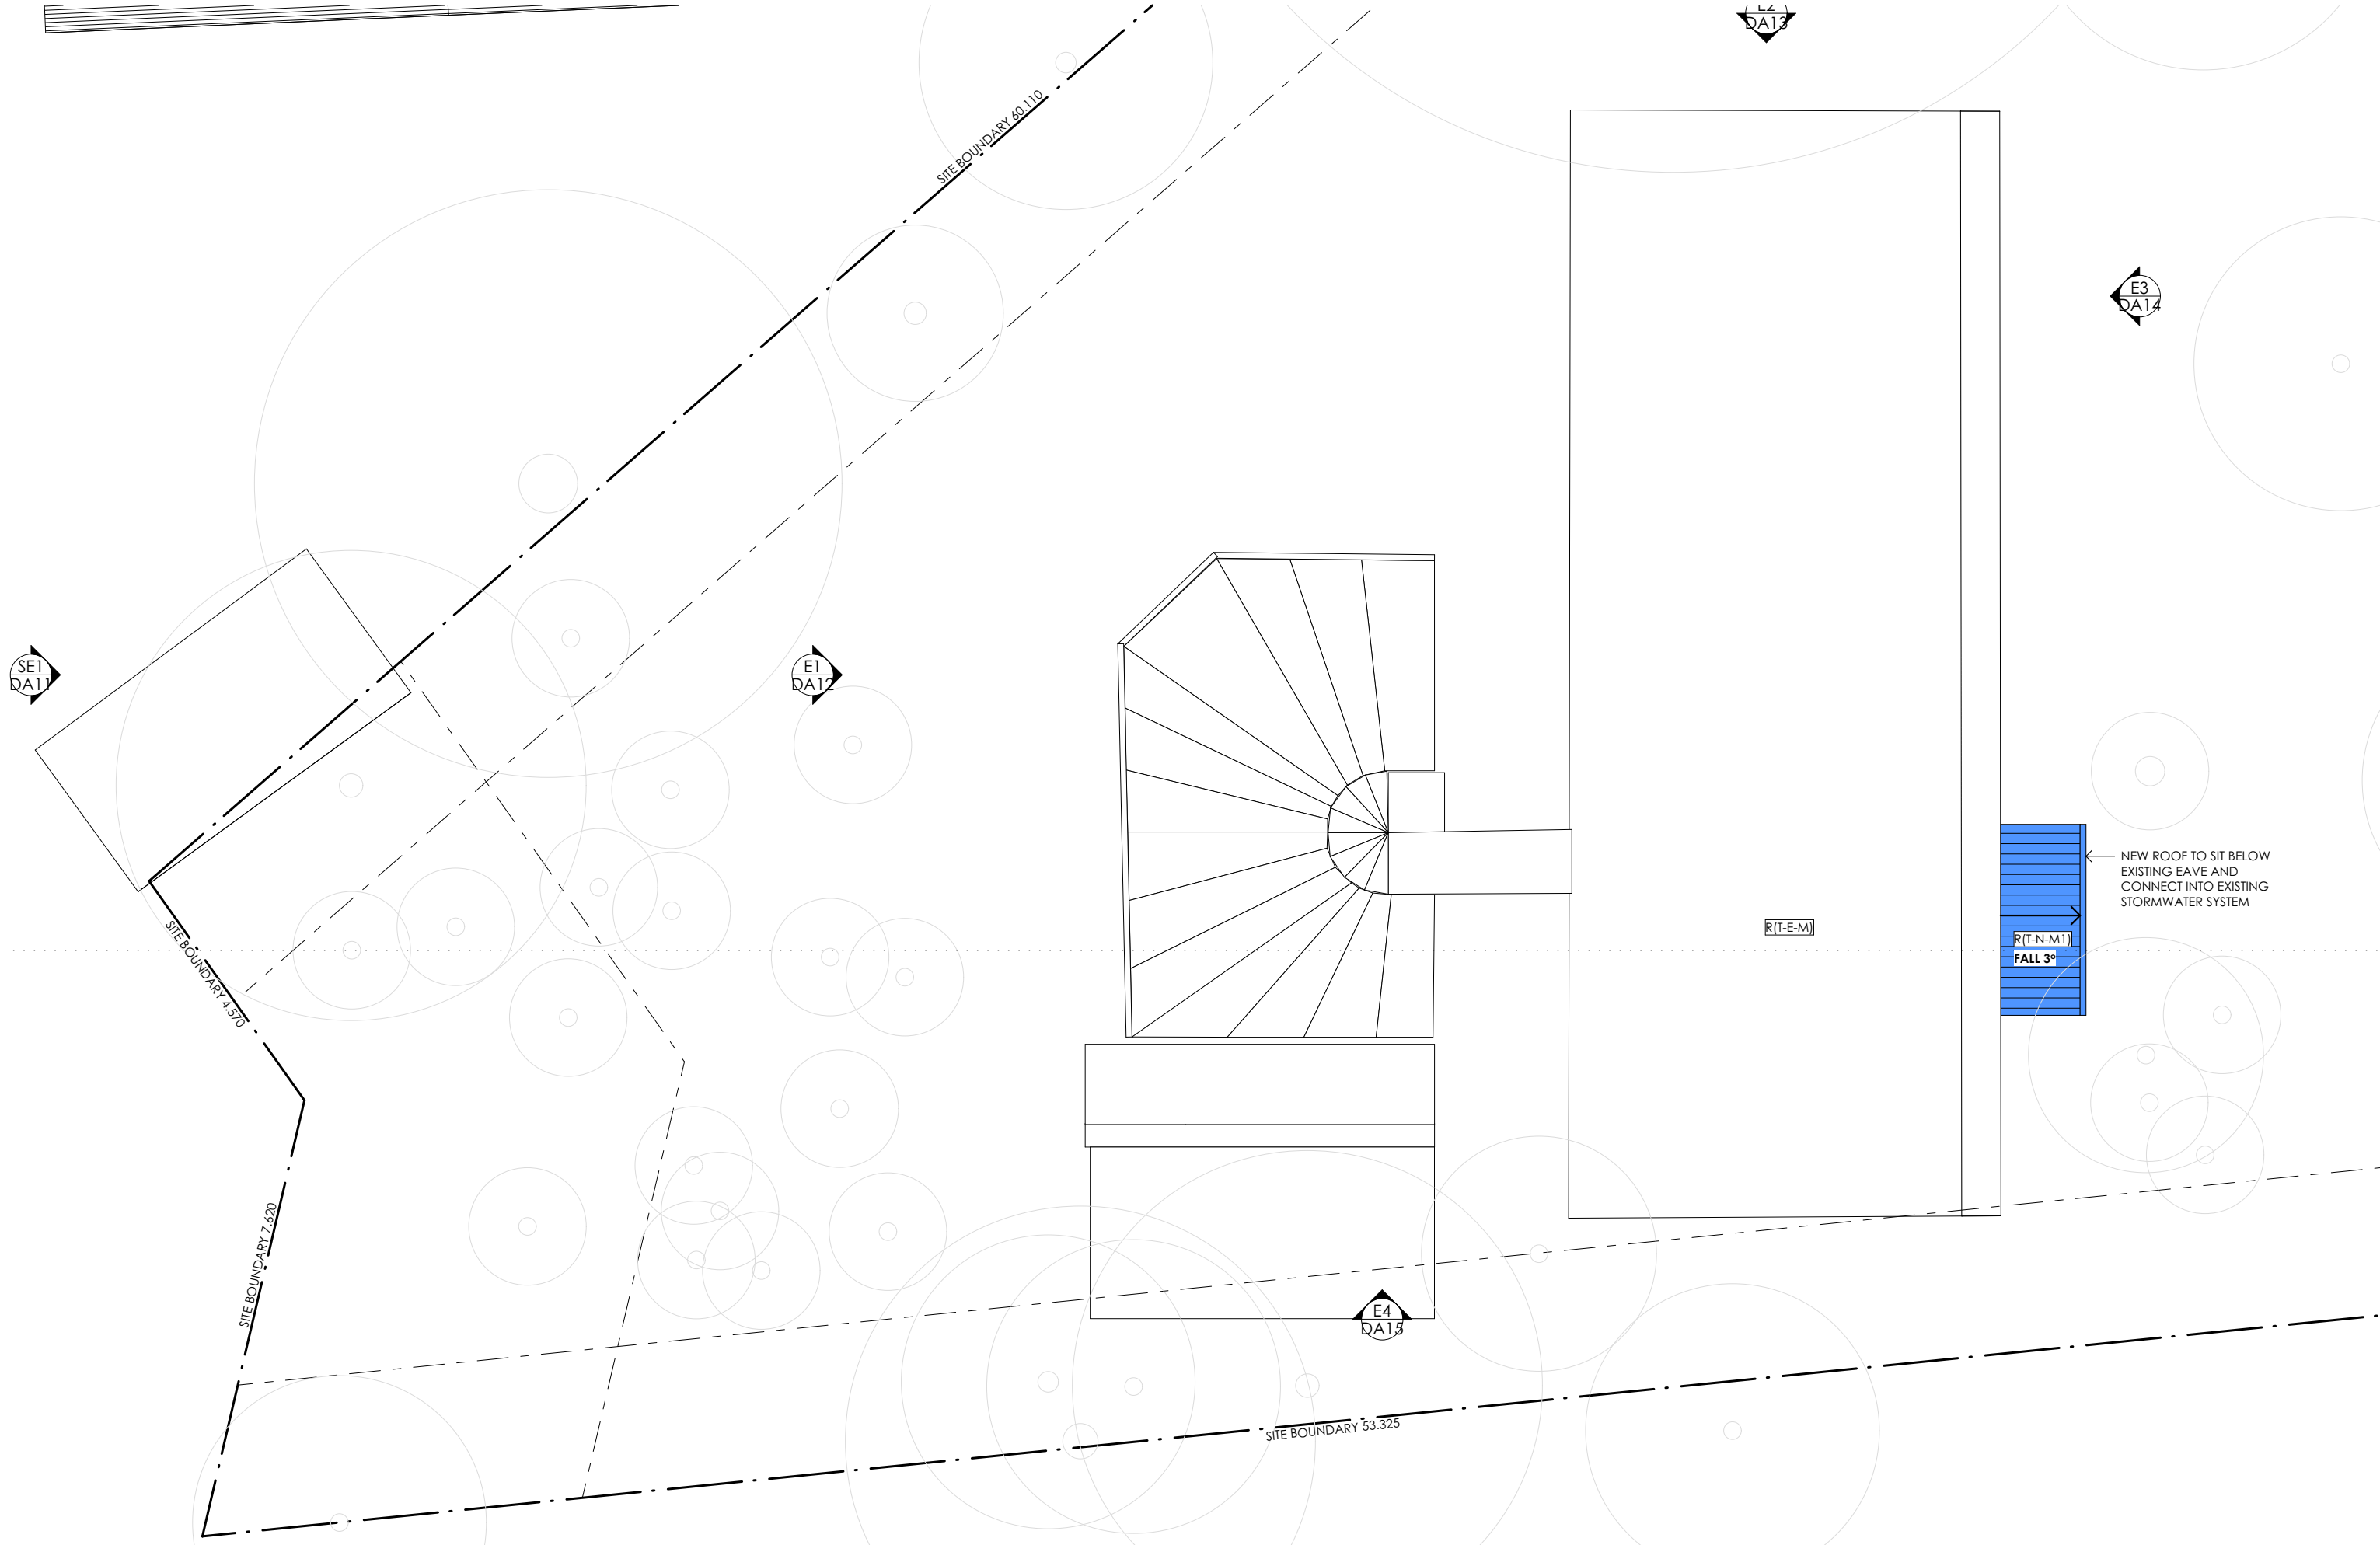 E2
DA13
SITE BOUNDARY 60.110
E3
DA14
SE1
DA11
E1
DA12
NEW ROOF TO SIT BELOW
EXISTING EAVE AND
CONNECT INTO EXISTING
STORMWATER SYSTEM
R(T-E-M)
R(T-N-M1)
FALL 3°
SITE BOUNDARY 4.570
SITE BOUNDARY 7.620
E4
DA15
SITE BOUNDARY 53.325